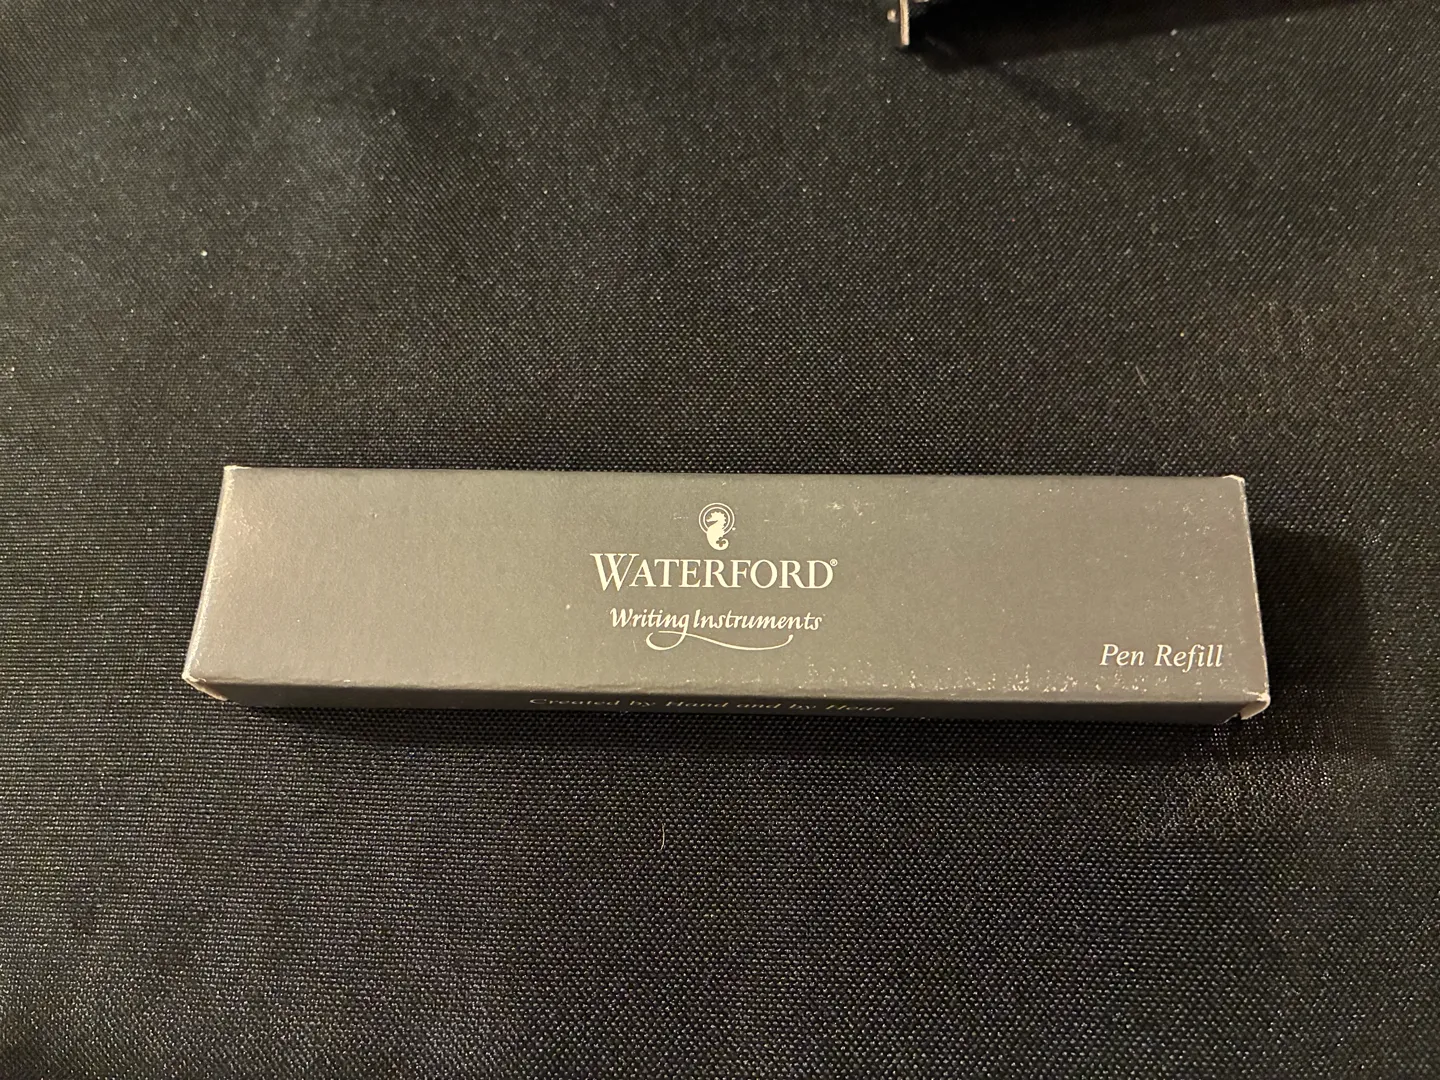 WATERFORD®
Writing Instruments
Pen Refill
Created by Hand and by Heart